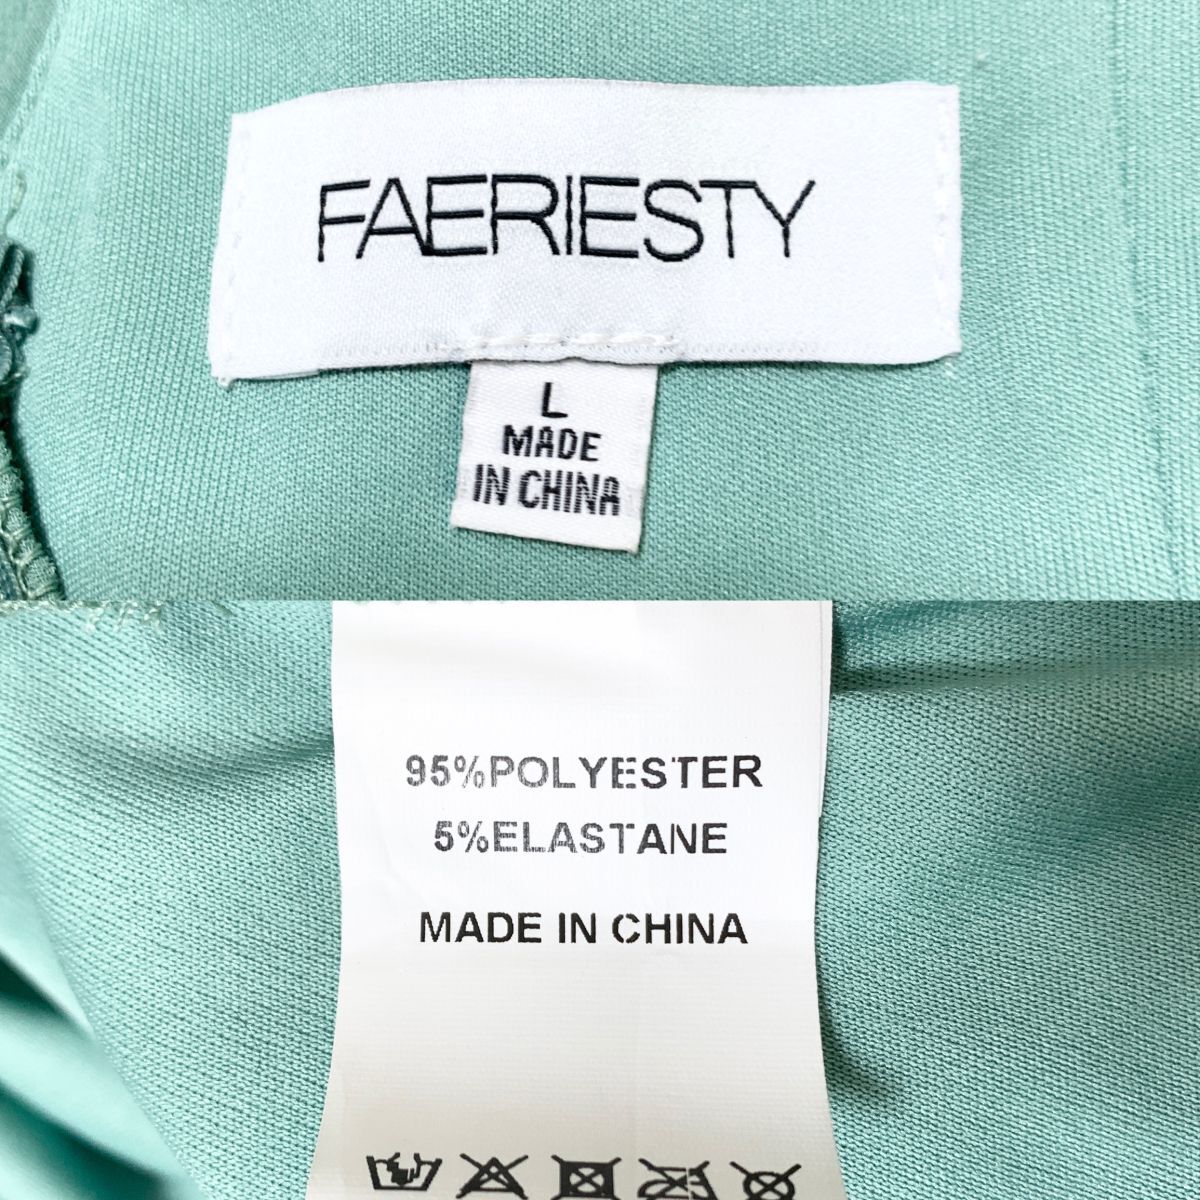 FAERIESTY
L
MADE
IN CHINA
95%POLYESTER
5%ELASTANE
MADE IN CHINA